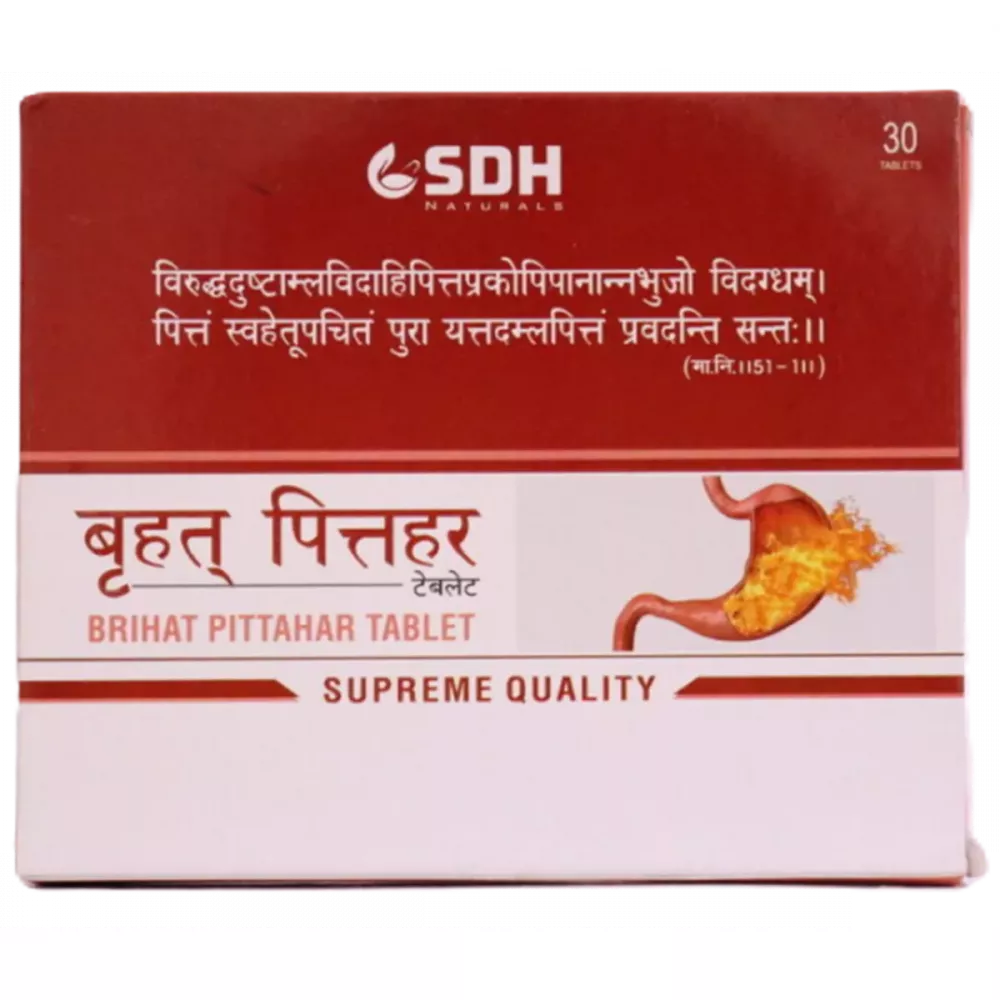 SDH
NATURALS
30
TABLETS
विरुद्धदुष्टाम्लविदाहिपित्तप्रकोपिपानान्नभुजो विदग्धम्।
पित्तं स्वहेतूपचितं पुरा यत्तदम्लपित्तं प्रवदन्ति सन्तः।।
(मा.नि.।।51-1।।)
बृहत् पित्तहर
टेबलेट
BRIHAT PITTAHAR TABLET
SUPREME QUALITY